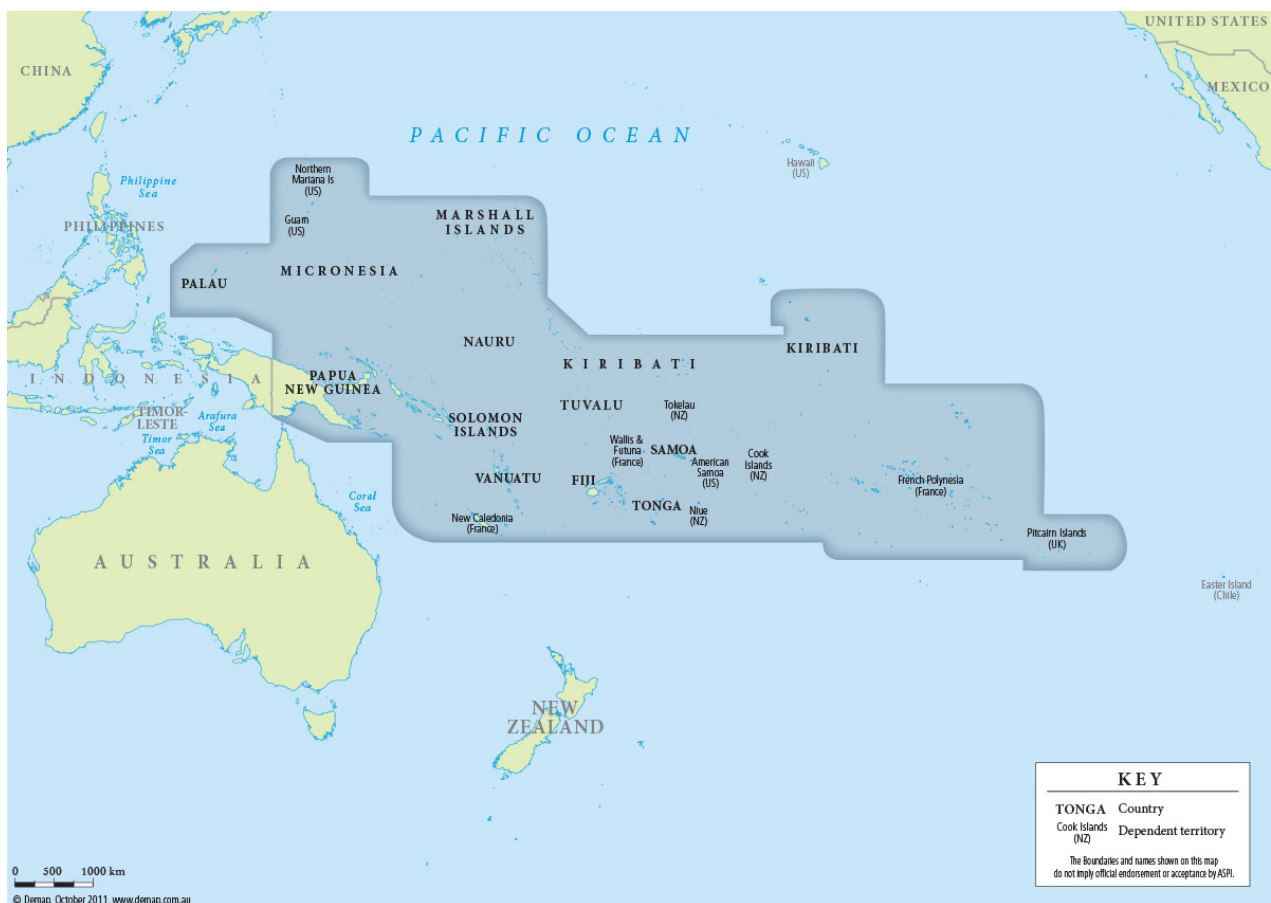 UNITED STATES
CHINA
MEXICO
PACIFIC OCEAN
Hawaii
(US)
Northern
Mariana Is
(US)
Philippine
Sea
Guam
(US)
MARSHALL
ISLANDS
PHILIPPINES
MICRONESIA
PALAU
NAURU
KIRIBATI
KIRIBATI
INDONESIA
PAPUA
NEW GUINEA
TUVALU
Tokelau
(NZ)
TIMOR-
LESTE
Arafura
Sea
Timor
Sea
SOLOMON
ISLANDS
Wallis &
Futuna
(France)
SAMOA
American
Samoa
(US)
Cook
Islands
(NZ)
VANUATU
FIJI
French Polynesia
(France)
Coral
Sea
TONGA
Niue
(NZ)
New Caledonia
(France)
Pitcairn Islands
(UK)
AUSTRALIA
Easter Island
(Chile)
NEW
ZEALAND
KEY
TONGA Country
Cook Islands
(NZ)
Dependent territory
The Boundaries and names shown on this map
do not imply official endorsement or acceptance by ASPI.
0 500 1000 km
© Demap, October 2011, www.demap.com.au